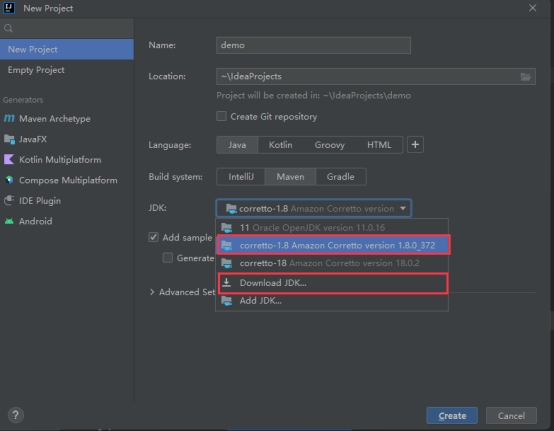 New Project
New Project
Empty Project
Generators
Maven Archetype
JavaFX
Kotlin Multiplatform
Compose Multiplatform
IDE Plugin
Android
Name: demo
Location: ~\IdeaProjects
Project will be created in: ~\IdeaProjects\demo
Create Git repository
Language: Java Kotlin Groovy HTML +
Build system: IntelliJ Maven Gradle
JDK: corretto-1.8 Amazon Corretto version
11 Oracle OpenJDK version 11.0.16
Add sample
corretto-1.8 Amazon Corretto version 1.8.0_372
Generate
corretto-18 Amazon Corretto version 18.0.2
Download JDK...
Advanced Set
Add JDK...
? Create Cancel